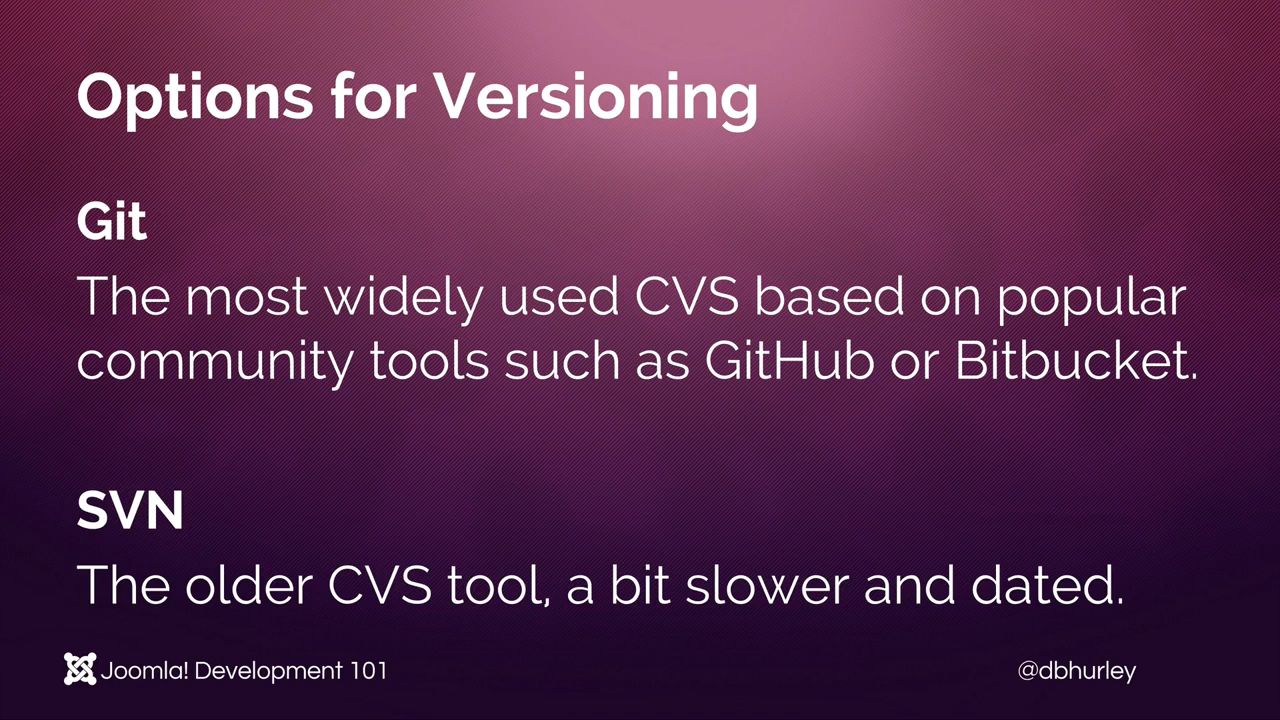 Options for Versioning
Git
The most widely used CVS based on popular
community tools such as GitHub or Bitbucket.
SVN
The older CVS tool, a bit slower and dated.
Joomla! Development 101
@dbhurley